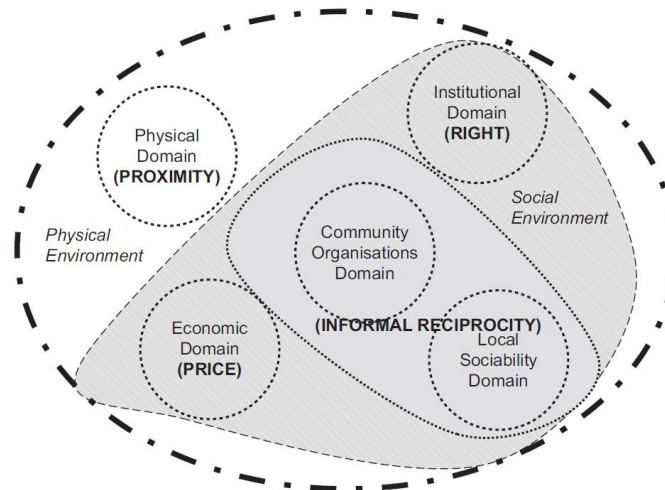 Institutional
Domain
(RIGHT)
Physical
Domain
(PROXIMITY)
Social
Environment
Physical
Environment
Community
Organisations
Domain
(INFORMAL RECIPROCITY)
Economic
Domain
(PRICE)
Local
Sociability
Domain